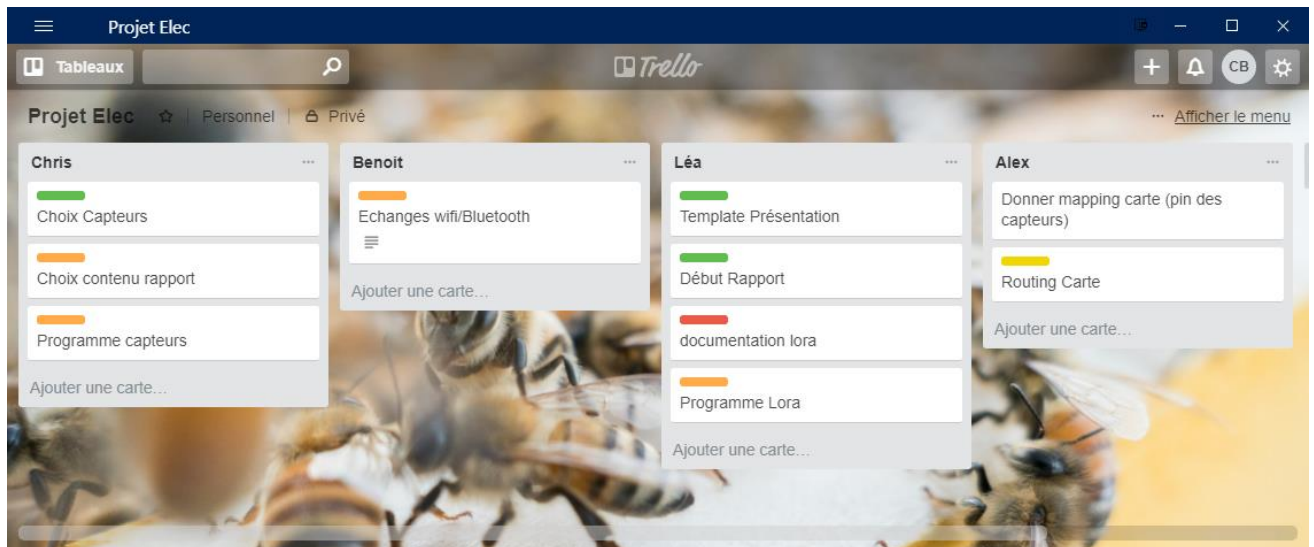 Projet Elec
Tableaux
Trello
CB
Projet Elec
Personnel
Privé
Afficher le menu
Chris
Choix Capteurs
Choix contenu rapport
Programme capteurs
Ajouter une carte…
Benoit
Echanges wifi/Bluetooth
Ajouter une carte…
Léa
Template Présentation
Début Rapport
documentation lora
Programme Lora
Ajouter une carte…
Alex
Donner mapping carte (pin des
capteurs)
Routing Carte
Ajouter une carte…